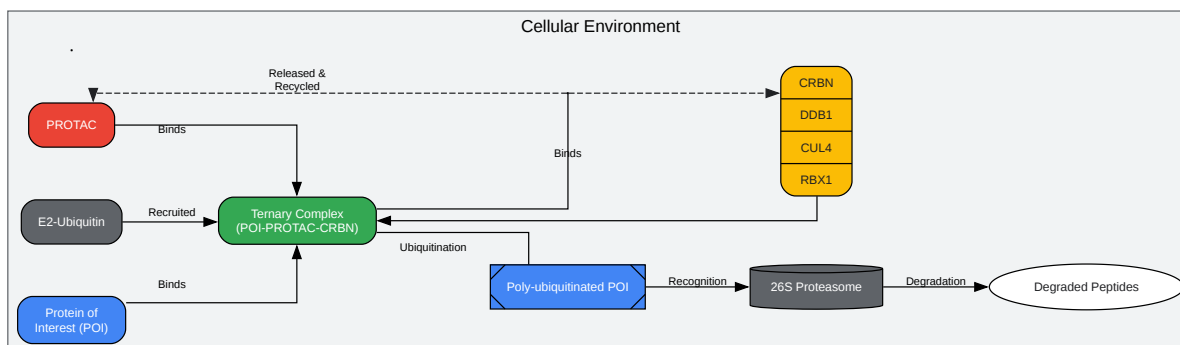 Cellular Environment
Released &
Recycled
CRBN
DDB1
CUL4
RBX1
PROTAC
Binds
Binds
E2-Ubiquitin
Recruited
Ternary Complex
(POI-PROTAC-CRBN)
Ubiquitination
Binds
Poly-ubiquitinated POI
Recognition
26S Proteasome
Degradation
Degraded Peptides
Protein of
Interest (POI)